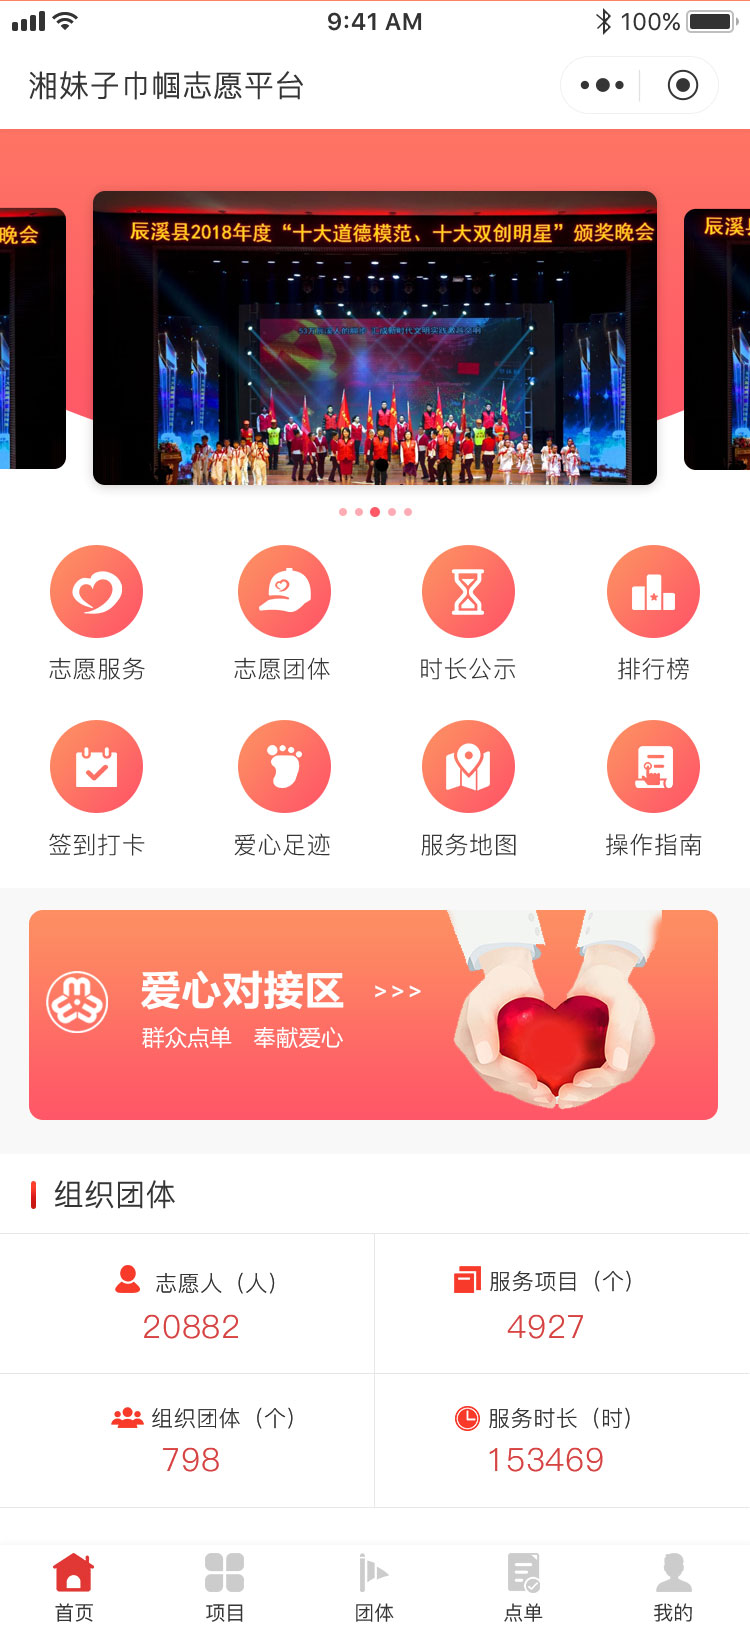 9:41 AM
100%
湘妹子巾帼志愿平台
晚会
辰溪县2018年度“十大道德模范、十大双创明星”颁奖晚会
辰溪
志愿服务
志愿团体
时长公示
排行榜
签到打卡
爱心足迹
服务地图
操作指南
爱心对接区 >>>
群众点单 奉献爱心
组织团体
志愿人（人）
20882
服务项目（个）
4927
组织团体（个）
798
服务时长（时）
153469
首页
项目
团体
点单
我的